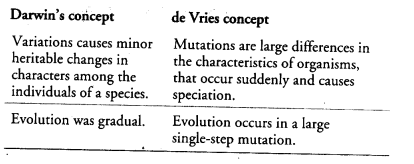 Darwin's concept de Vries concept
Variations causes minor
heritable changes in
characters among the
individuals of a species.
Mutations are large differences in
the characteristics of organisms,
that occur suddenly and causes
speciation.
Evolution was gradual.
Evolution occurs in a large
single-step mutation.